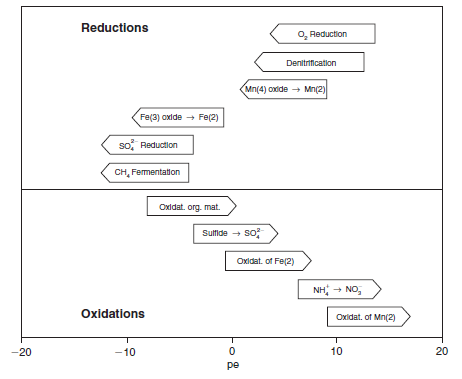 Reductions
O₂ Reduction
Denitrification
Mn(4) oxide → Mn(2)
Fe(3) oxide → Fe(2)
SO₄²⁻ Reduction
CH₄ Fermentation
Oxidat. org. mat.
Sulfide → SO₄²⁻
Oxidat. of Fe(2)
NH₄⁺ → NO₃⁻
Oxidations
Oxidat. of Mn(2)
−20 −10 0 10 20
pe